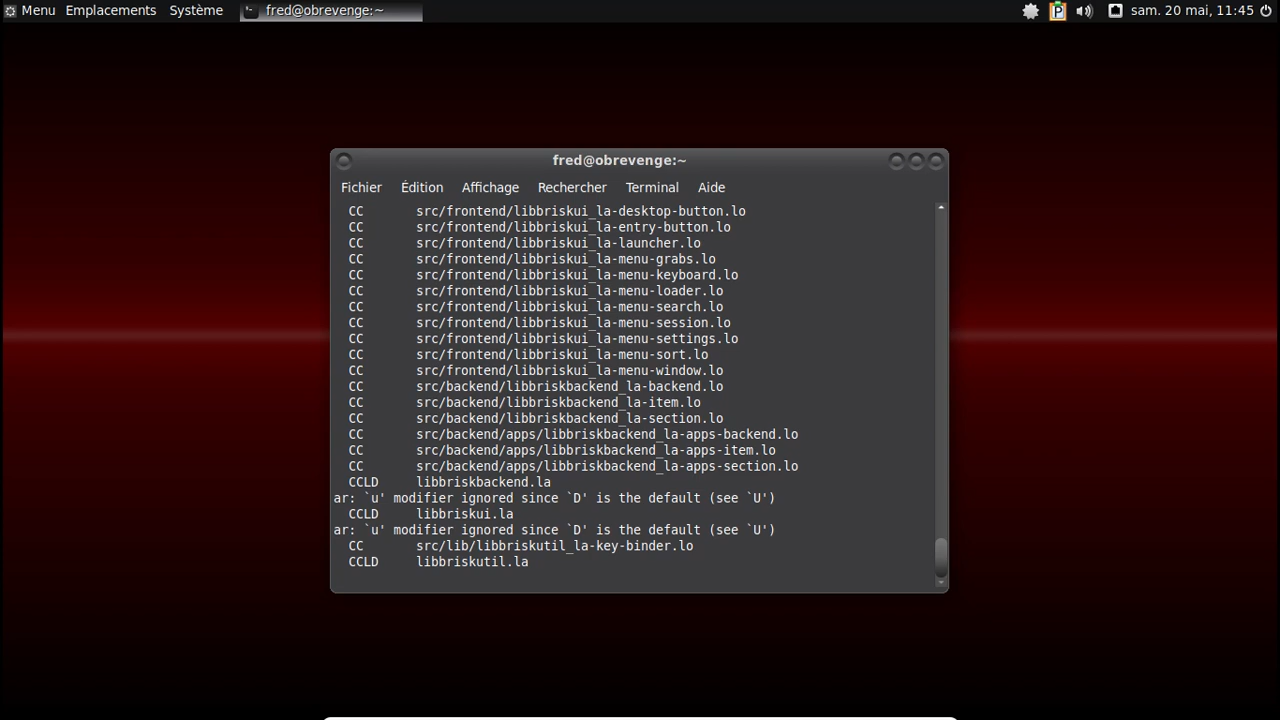 Menu Emplacements Système fred@obrevenge:~ P sam. 20 mai, 11:45
fred@obrevenge:~
Fichier Édition Affichage Rechercher Terminal Aide
CC src/frontend/libbriskui_la-desktop-button.lo
CC src/frontend/libbriskui_la-entry-button.lo
CC src/frontend/libbriskui_la-launcher.lo
CC src/frontend/libbriskui_la-menu-grabs.lo
CC src/frontend/libbriskui_la-menu-keyboard.lo
CC src/frontend/libbriskui_la-menu-loader.lo
CC src/frontend/libbriskui_la-menu-search.lo
CC src/frontend/libbriskui_la-menu-session.lo
CC src/frontend/libbriskui_la-menu-settings.lo
CC src/frontend/libbriskui_la-menu-sort.lo
CC src/frontend/libbriskui_la-menu-window.lo
CC src/backend/libbriskbackend_la-backend.lo
CC src/backend/libbriskbackend_la-item.lo
CC src/backend/libbriskbackend_la-section.lo
CC src/backend/apps/libbriskbackend_la-apps-backend.lo
CC src/backend/apps/libbriskbackend_la-apps-item.lo
CC src/backend/apps/libbriskbackend_la-apps-section.lo
CCLD libbriskbackend.la
ar: `u' modifier ignored since `D' is the default (see `U')
CCLD libbriskui.la
ar: `u' modifier ignored since `D' is the default (see `U')
CC src/lib/libbriskutil_la-key-binder.lo
CCLD libbriskutil.la